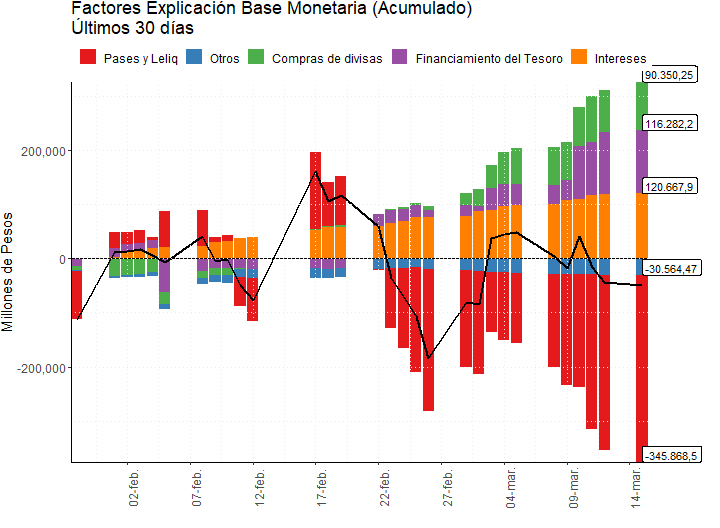 Factores Explicación Base Monetaria (Acumulado)
Últimos 30 días
Pases y Leliq Otros Compras de divisas Financiamiento del Tesoro Intereses
90.350,25
116.282,2
120.667,9
-30.564,47
-345.868,5
200,000
0
-200,000
Millones de Pesos
02-feb. 07-feb. 12-feb. 17-feb. 22-feb. 27-feb. 04-mar. 09-mar. 14-mar.